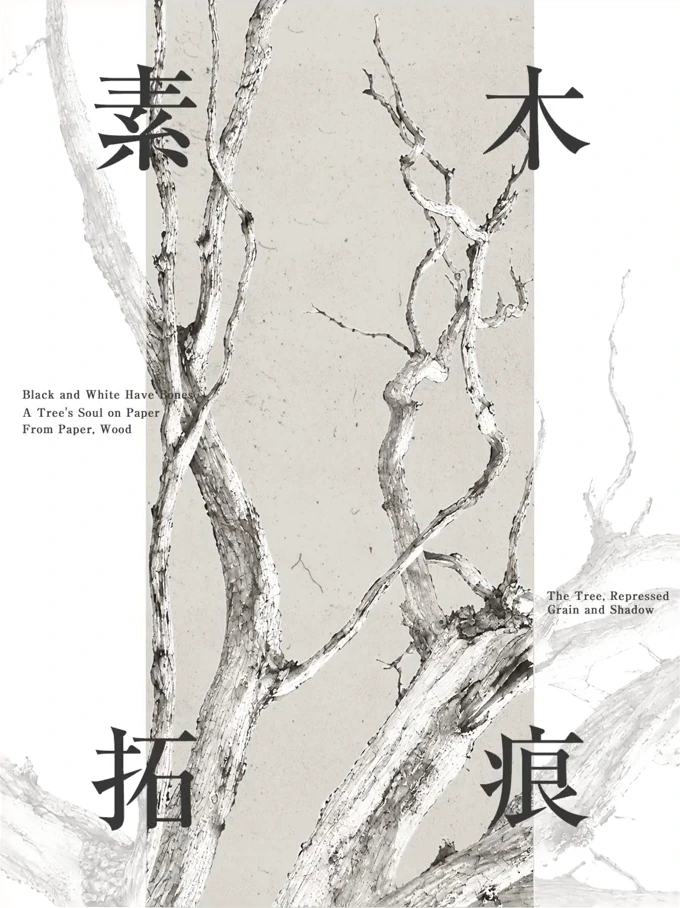 素 木
Black and White Have Bones
A Tree's Soul on Paper
From Paper, Wood
The Tree, Repressed
Grain and Shadow
拓 痕